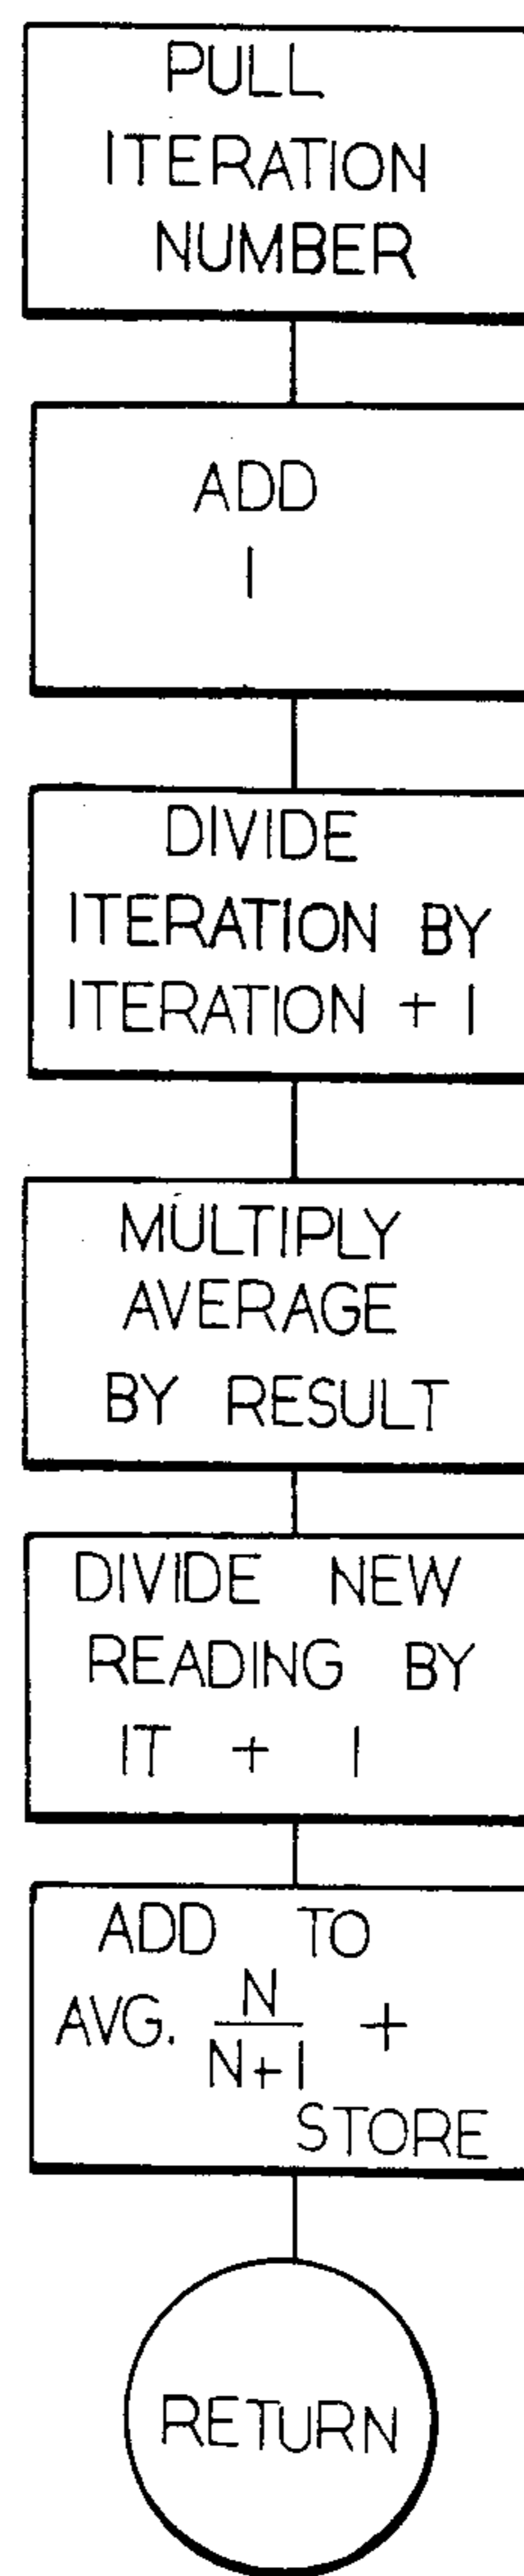 PULL
ITERATION
NUMBER
ADD
1
DIVIDE
ITERATION BY
ITERATION + 1
MULTIPLY
AVERAGE
BY RESULT
DIVIDE NEW
READING BY
IT + 1
ADD TO
AVG. N/N+1 +
STORE
RETURN